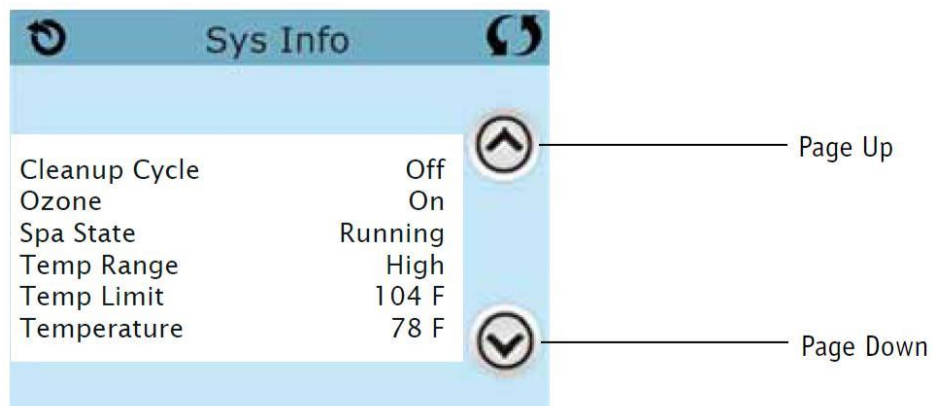 Sys Info
Page Up
Cleanup Cycle Off
Ozone On
Spa State Running
Temp Range High
Temp Limit 104 F
Temperature 78 F
Page Down